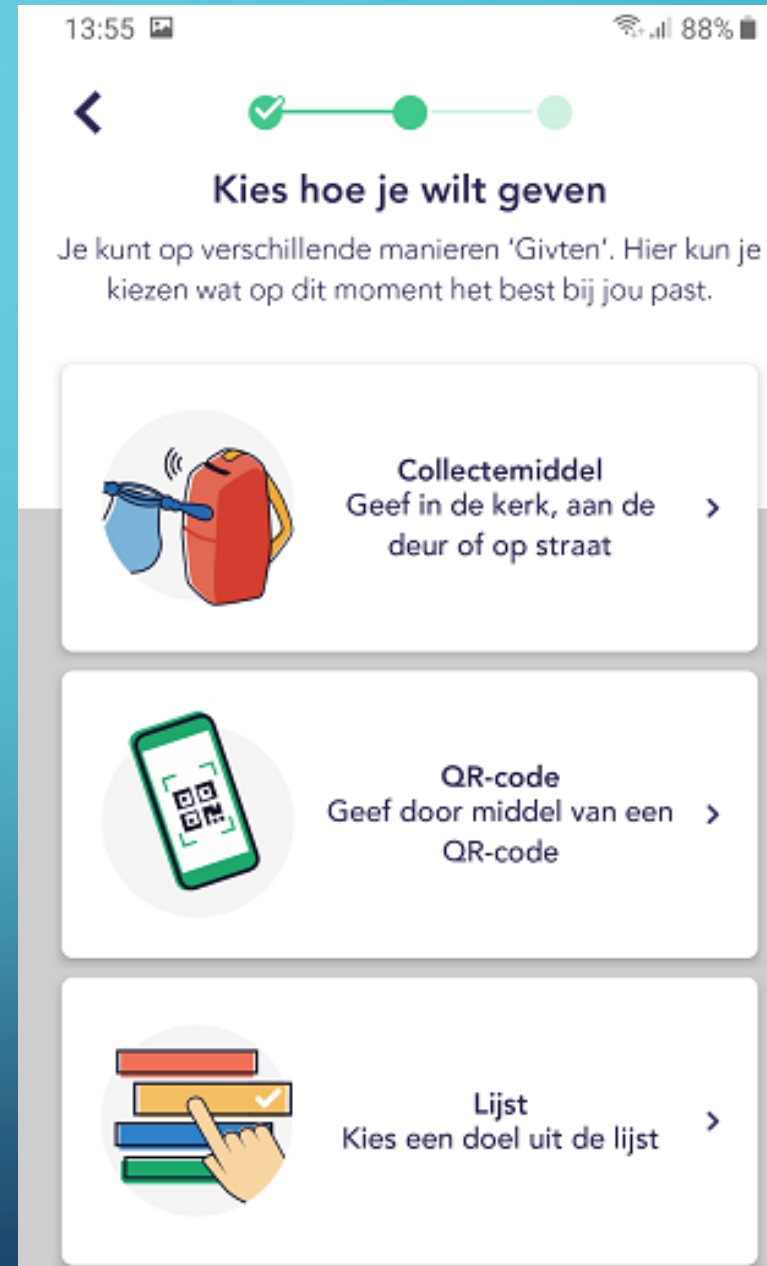 13:55
88%
Kies hoe je wilt geven
Je kunt op verschillende manieren ‘Givten’. Hier kun je
kiezen wat op dit moment het best bij jou past.
Collectemiddel
Geef in de kerk, aan de
deur of op straat
QR-code
Geef door middel van een
QR-code
Lijst
Kies een doel uit de lijst